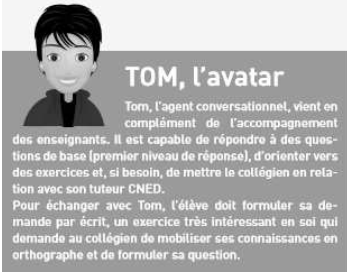 TOM, l'avatar
Tom, l'agent conversationnel, vient en
complément de l'accompagnement
des enseignants. Il est capable de répondre à des ques-
tions de base (premier niveau de réponse), d'orienter vers
des exercices et, si besoin, de mettre le collégien en rela-
tion avec son tuteur CNED.
Pour échanger avec Tom, l'élève doit formuler sa de-
mande par écrit, un exercice très intéressant en soi qui
demande au collégien de mobiliser ses connaissances en
orthographe et de formuler sa question.